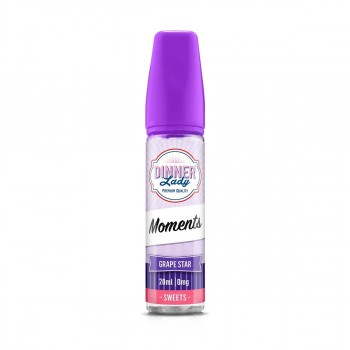 DINNER
Lady
PREMIUM QUALITY
Moments
GRAPE STAR
20ml | 0mg
- SWEETS -